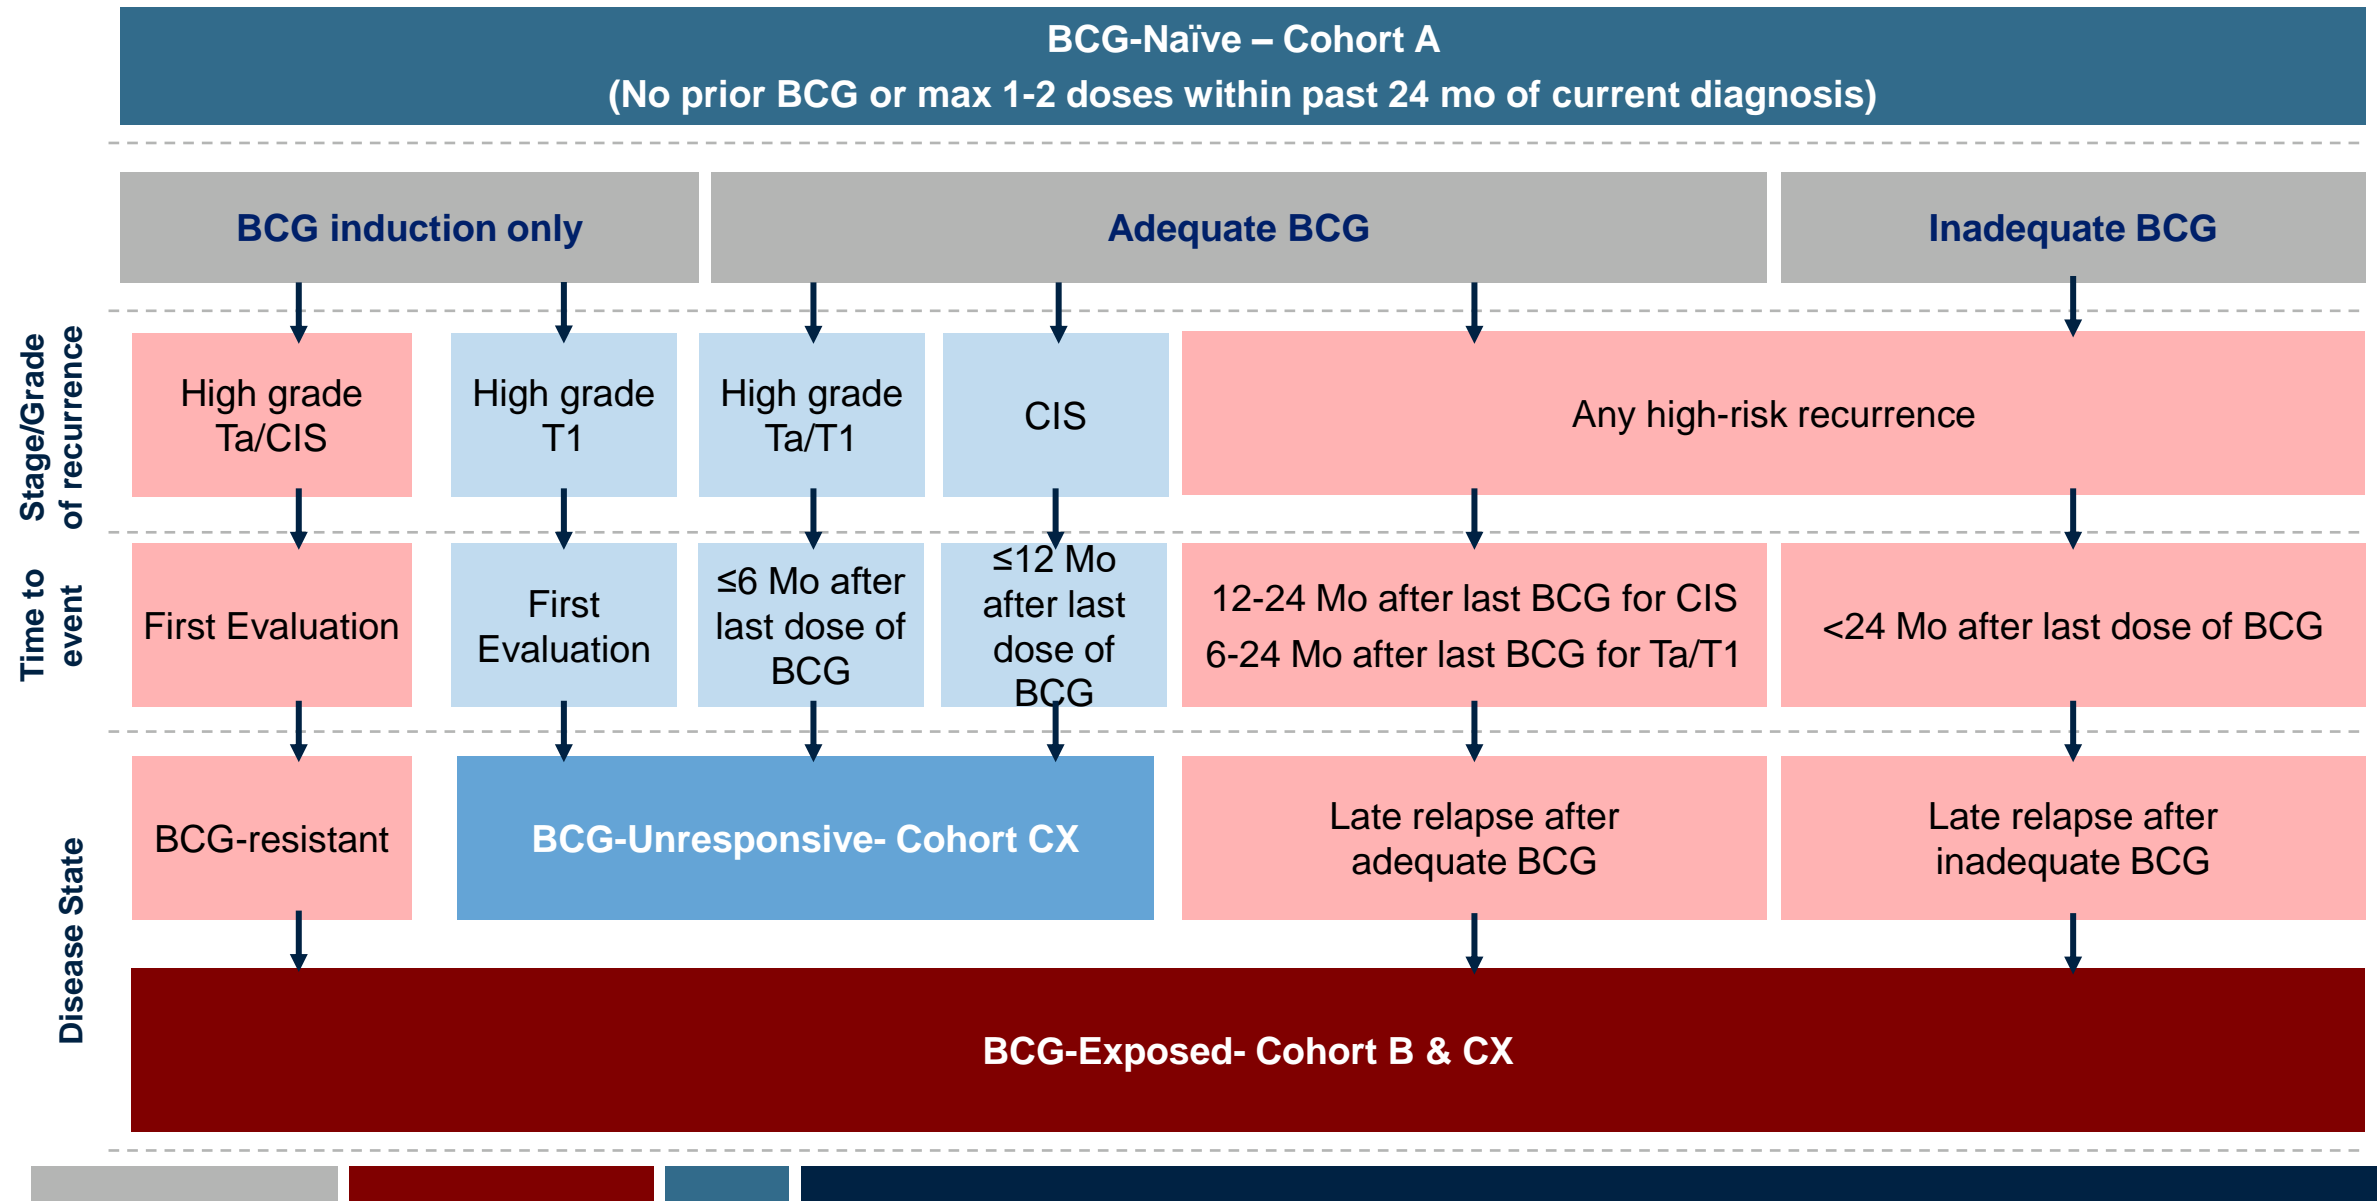 BCG-Naïve – Cohort A
(No prior BCG or max 1-2 doses within past 24 mo of current diagnosis)
BCG induction only
Adequate BCG
Inadequate BCG
Stage/Grade
of recurrence
High grade
Ta/CIS
High grade
T1
High grade
Ta/T1
CIS
Any high-risk recurrence
Time to
event
First Evaluation
First
Evaluation
≤6 Mo after
last dose of
BCG
≤12 Mo
after last
dose of
BCG
12-24 Mo after last BCG for CIS
6-24 Mo after last BCG for Ta/T1
<24 Mo after last dose of BCG
Disease State
BCG-resistant
BCG-Unresponsive- Cohort CX
Late relapse after
adequate BCG
Late relapse after
inadequate BCG
BCG-Exposed- Cohort B & CX